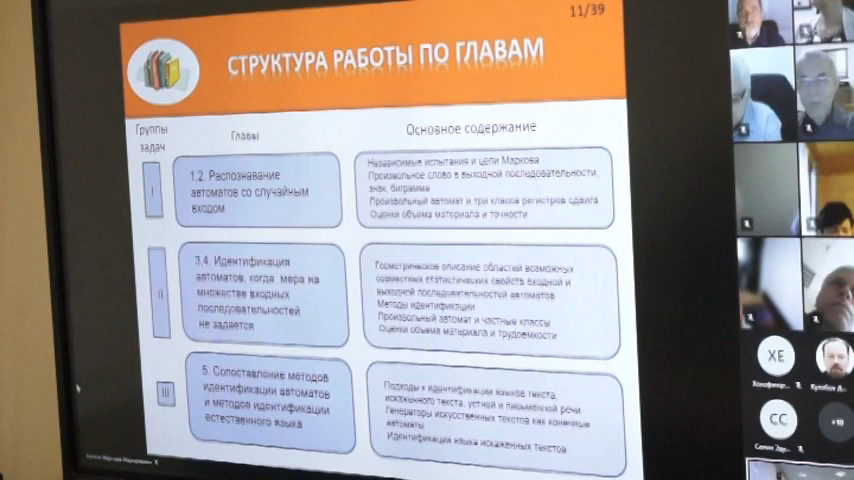 11/39
СТРУКТУРА РАБОТЫ ПО ГЛАВАМ
Группы
задач
Главы
Основное содержание
I
1,2. Распознавание
автоматов со случайным
входом
Независимые испытания и цепи Маркова
Произвольное слово в выходной последовательности,
знак, биграмма
Произвольный автомат и три класса регистров сдвига
Оценки объема материала и точности
II
3,4. Идентификация
автоматов, когда мера на
множестве входных
последовательностей
не задается
Геометрическое описание областей возможных
совместных статистических свойств входной и
выходной последовательностей автоматов
Методы идентификации
Произвольный автомат и частные классы
Оценки объема материала и трудоемкости
III
5. Сопоставление методов
идентификации автоматов
и методов идентификации
естественного языка
Подходы к идентификации языков текста,
искаженного текста, устной и письменной речи
Генераторы искусственных текстов как конечные
автоматы
Идентификация языка искаженных текстов
ХЕ
СС
+10